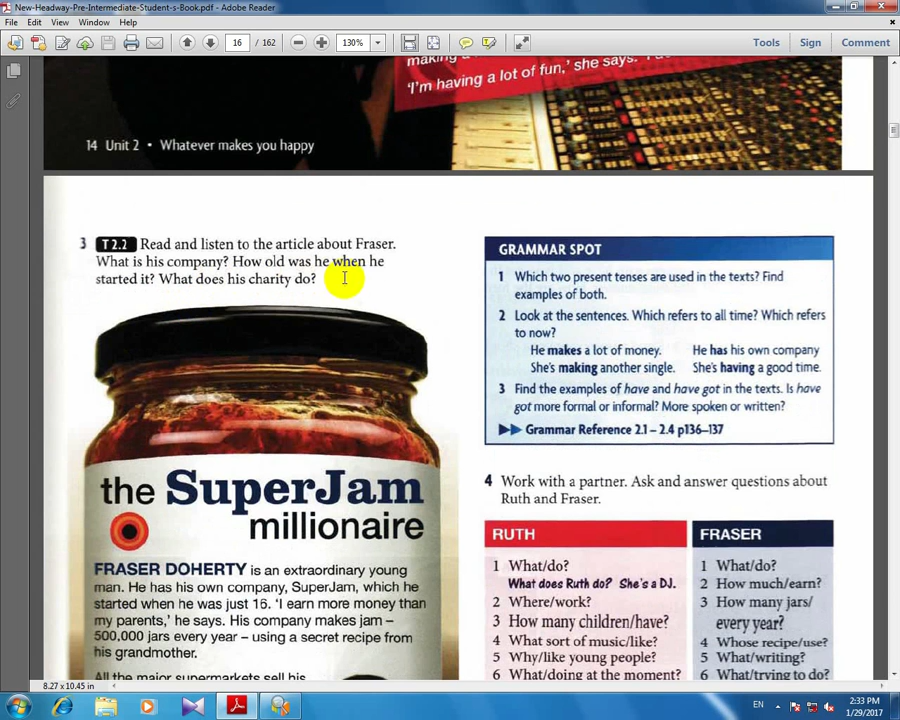 New-Headway-Pre-Intermediate-Student-s-Book.pdf - Adobe Reader
File Edit View Window Help
16 / 162 130% Tools Sign Comment
'I'm having a lot of fun,' she says.
14 Unit 2 • Whatever makes you happy
3 T 2.2 Read and listen to the article about Fraser.
What is his company? How old was he when he
started it? What does his charity do?
the SuperJam
millionaire
FRASER DOHERTY is an extraordinary young
man. He has his own company, SuperJam, which he
started when he was just 16. 'I earn more money than
my parents,' he says. His company makes jam –
500,000 jars every year – using a secret recipe from
his grandmother.
All the major supermarkets sell his
GRAMMAR SPOT
1 Which two present tenses are used in the texts? Find
examples of both.
2 Look at the sentences. Which refers to all time? Which refers
to now?
He makes a lot of money. He has his own company
She's making another single. She's having a good time.
3 Find the examples of have and have got in the texts. Is have
got more formal or informal? More spoken or written?
Grammar Reference 2.1 – 2.4 p136–137
4 Work with a partner. Ask and answer questions about
Ruth and Fraser.
RUTH
1 What/do?
What does Ruth do? She's a DJ.
2 Where/work?
3 How many children/have?
4 What sort of music/like?
5 Why/like young people?
6 What/doing at the moment?
FRASER
1 What/do?
2 How much/earn?
3 How many jars/
every year?
4 Whose recipe/use?
5 What/writing?
6 What/trying to do?
8.27 x 10.45 in
EN 2:33 PM
1/29/2017